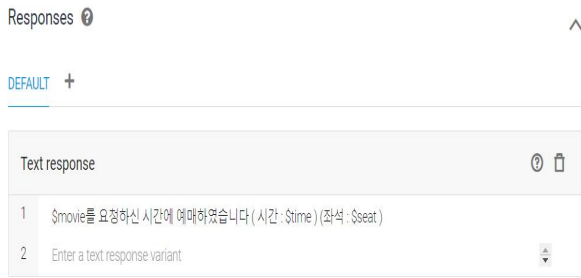 Responses
DEFAULT +
Text response
1 $movie를 요청하신 시간에 예매하였습니다 ( 시간 : $time ) (좌석 : $seat )
2 Enter a text response variant